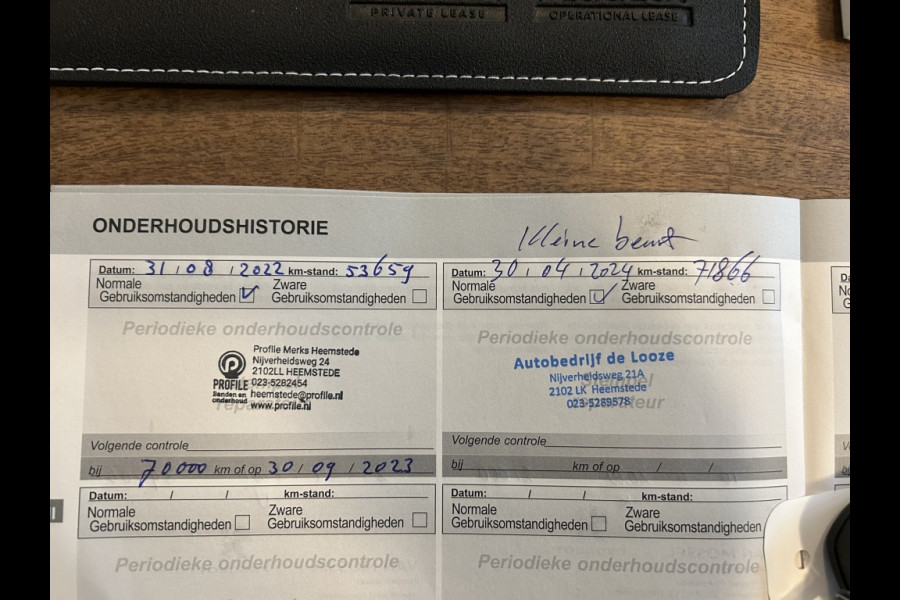 PRIVATE LEASE
OPERATIONAL LEASE
ONDERHOUDSHISTORIE
Kleine beurt
Datum: 31 / 08 / 2022 km-stand: 53659
Normale Gebruiksomstandigheden
Zware Gebruiksomstandigheden
Periodieke onderhoudscontrole
Profile Merks Heemstede
Nijverheidsweg 24
2102LL HEEMSTEDE
PROFILE 023-5282454
Banden en onderhoud heemstede@profile.nl
www.profile.nl
Volgende controle
bij 70000 km of op 30 / 09 / 2023
Datum: 30 / 04 / 2024 km-stand: 71866
Normale Gebruiksomstandigheden
Zware Gebruiksomstandigheden
Periodieke onderhoudscontrole
Autobedrijf de Looze
Nijverheidsweg 21A
2102 LK Heemstede
023-5289578
Volgende controle
bij km of op / /
Datum: / / km-stand:
Normale Gebruiksomstandigheden
Zware Gebruiksomstandigheden
Periodieke onderhoudscontrole
Datum: / / km-stand:
Normale Gebruiksomstandigheden
Zware Gebruiksomstandigheden
Periodieke onderhoudscontrole